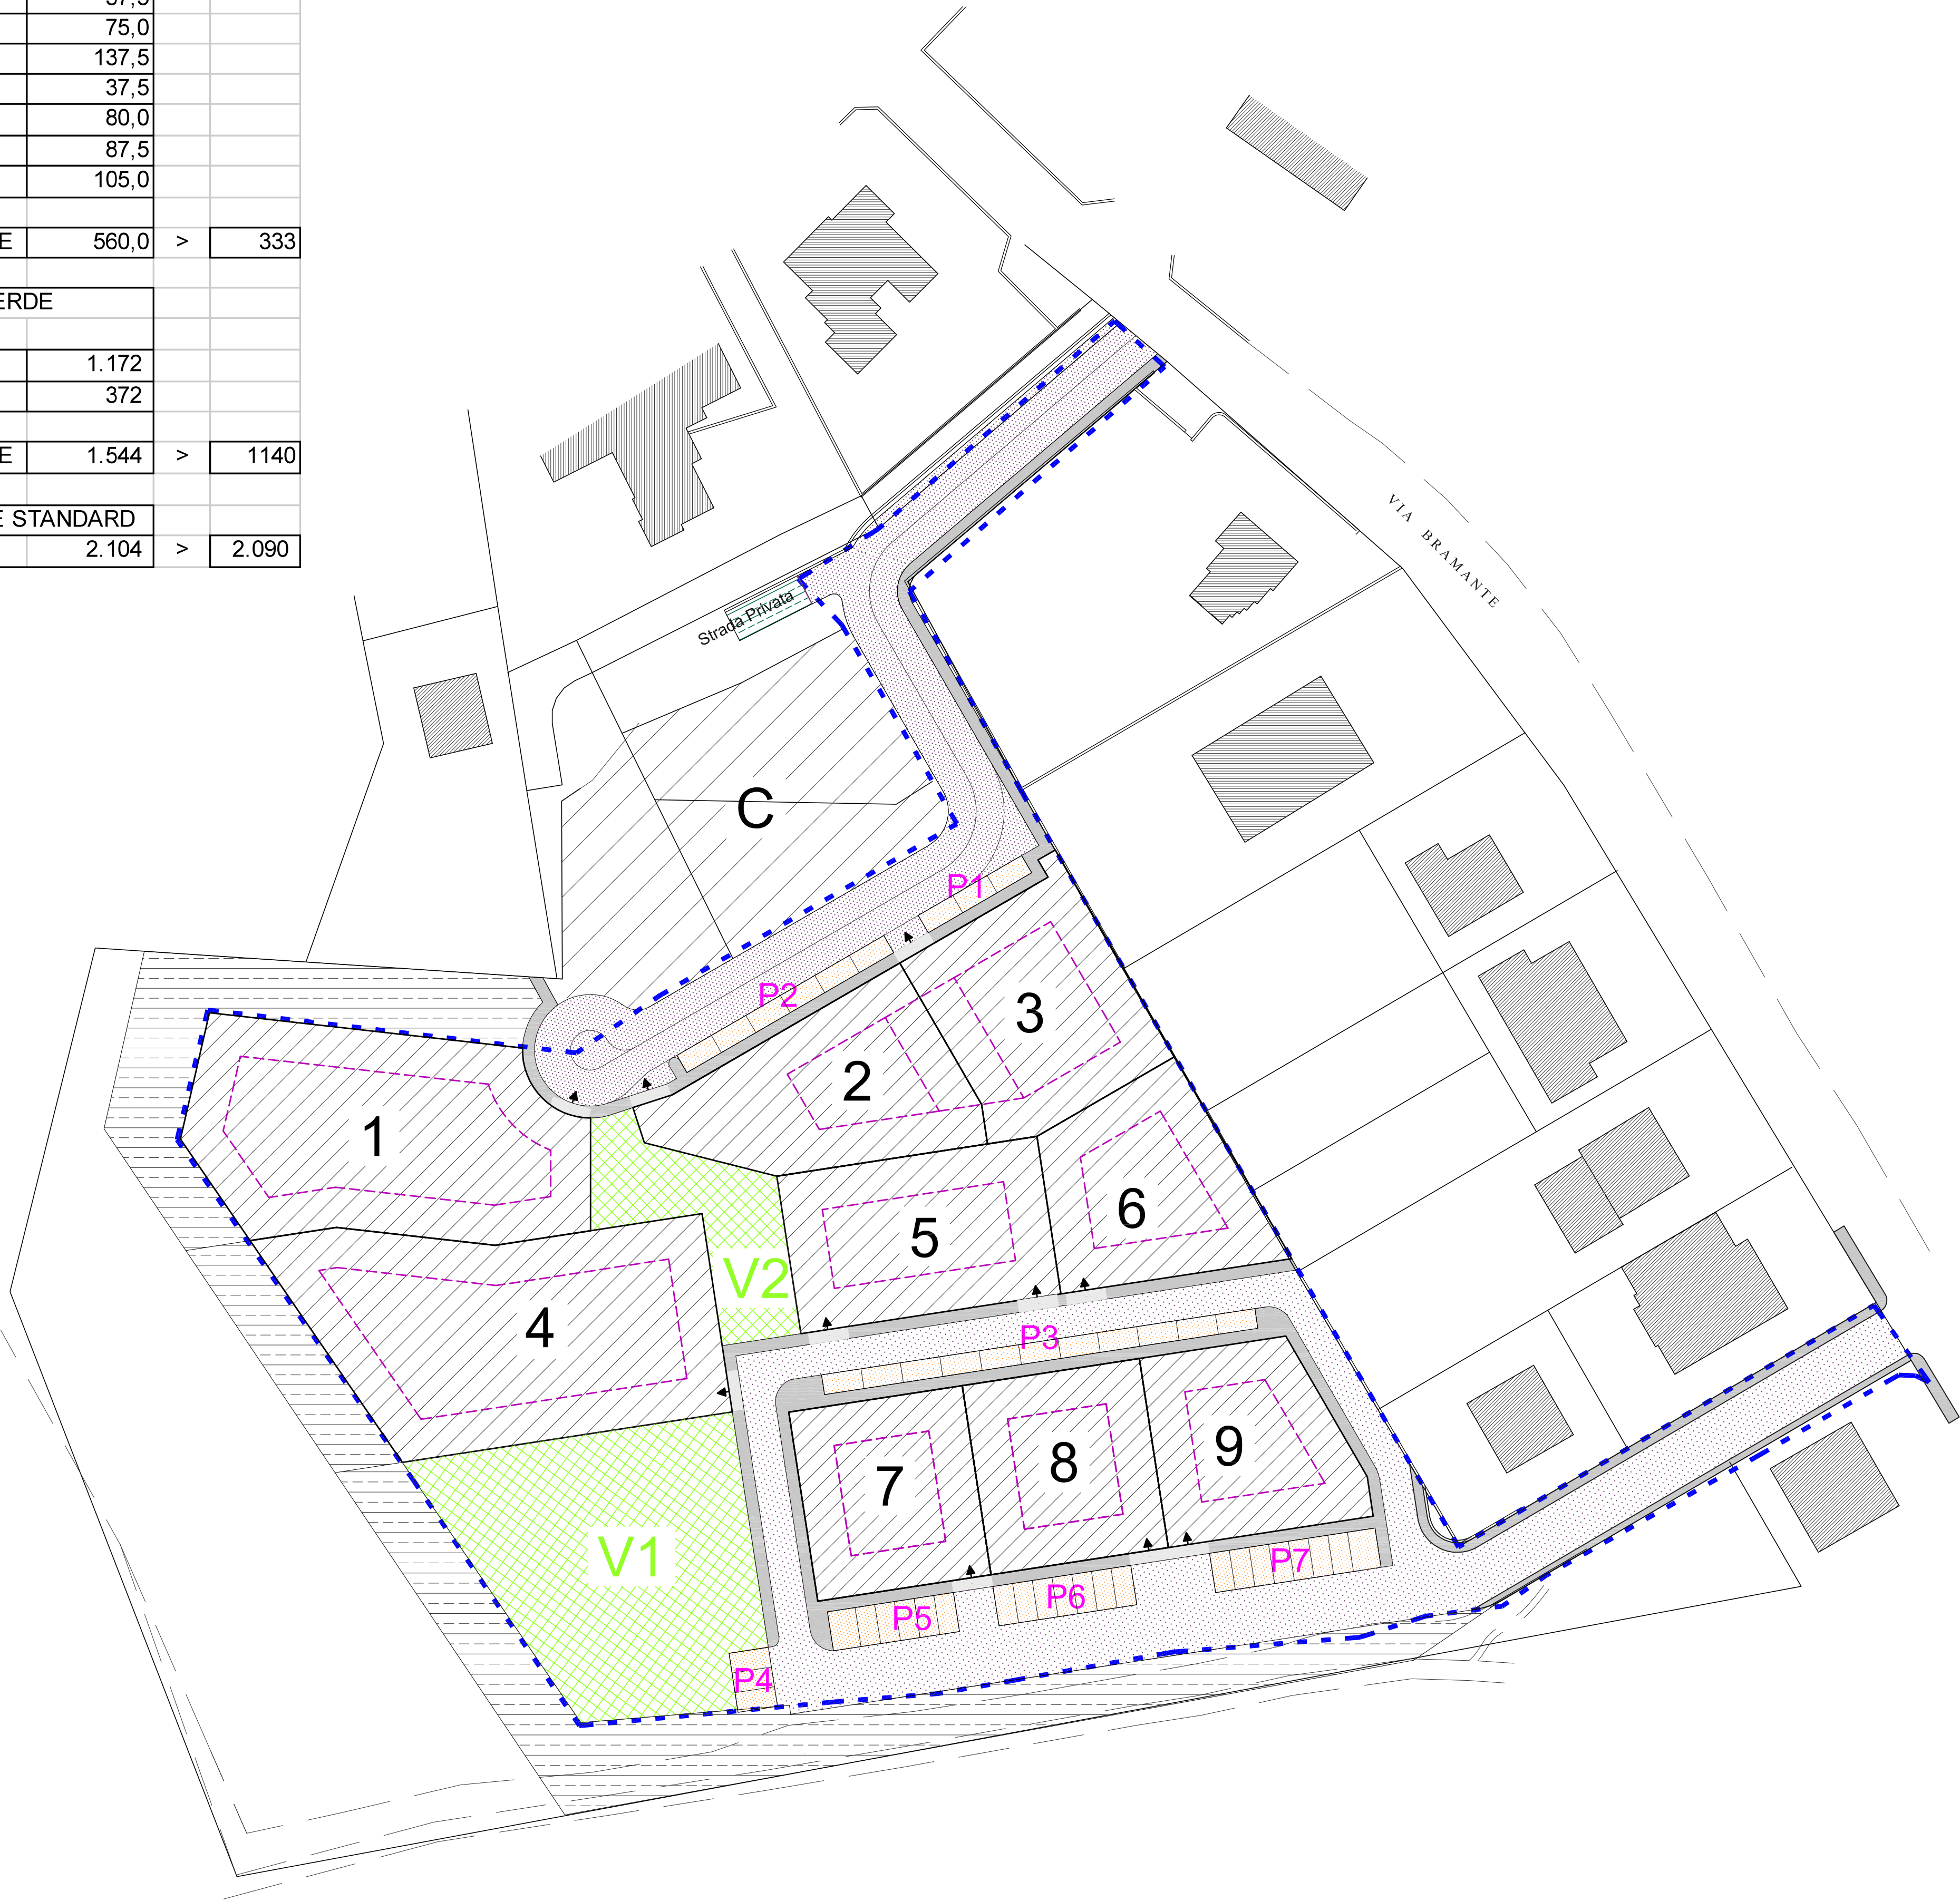 75,0
137,5
37,5
80,0
87,5
105,0
E 560,0 > 333
ERDE
1.172
372
E 1.544 > 1140
E STANDARD
2.104 > 2.090
VIA BRAMANTE
Strada Privata
C
P1
P2
3
2
1
6
5
V2
4
P3
9
8
7
V1
P7
P6
P5
P4